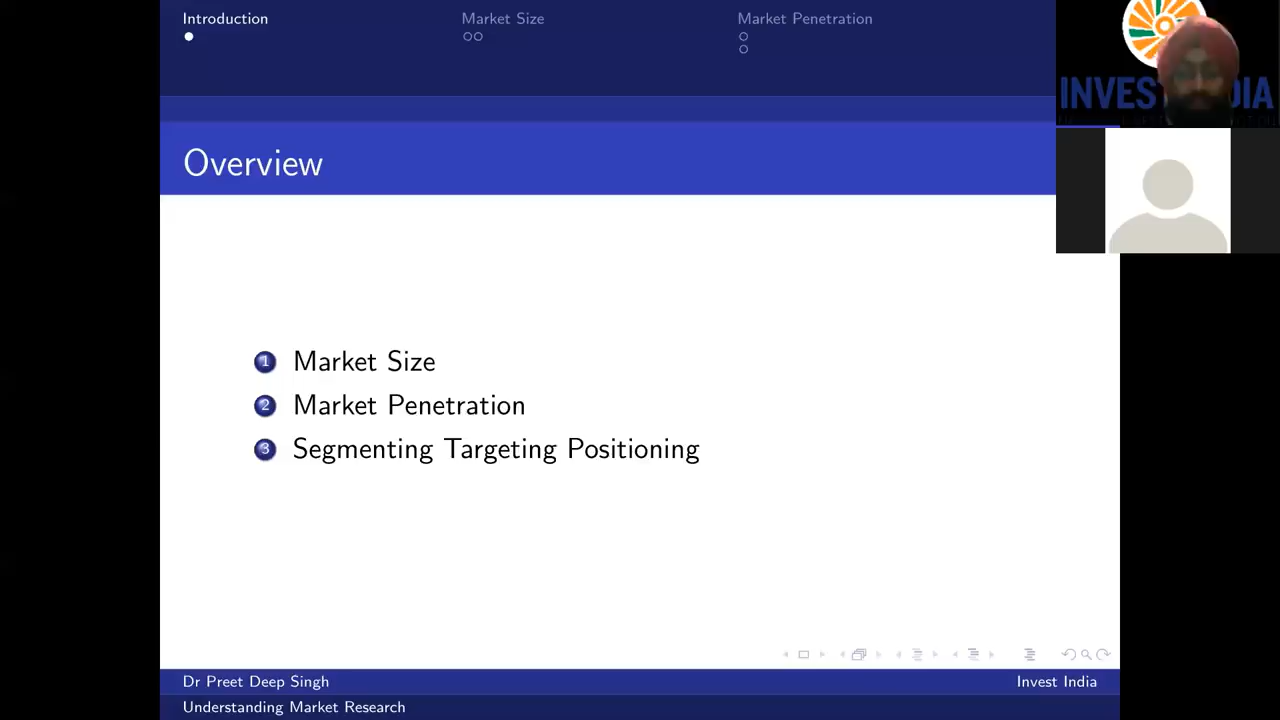 Introduction
Market Size
Market Penetration
INVEST INDIA
Overview
1 Market Size
2 Market Penetration
3 Segmenting Targeting Positioning
Dr Preet Deep Singh
Invest India
Understanding Market Research